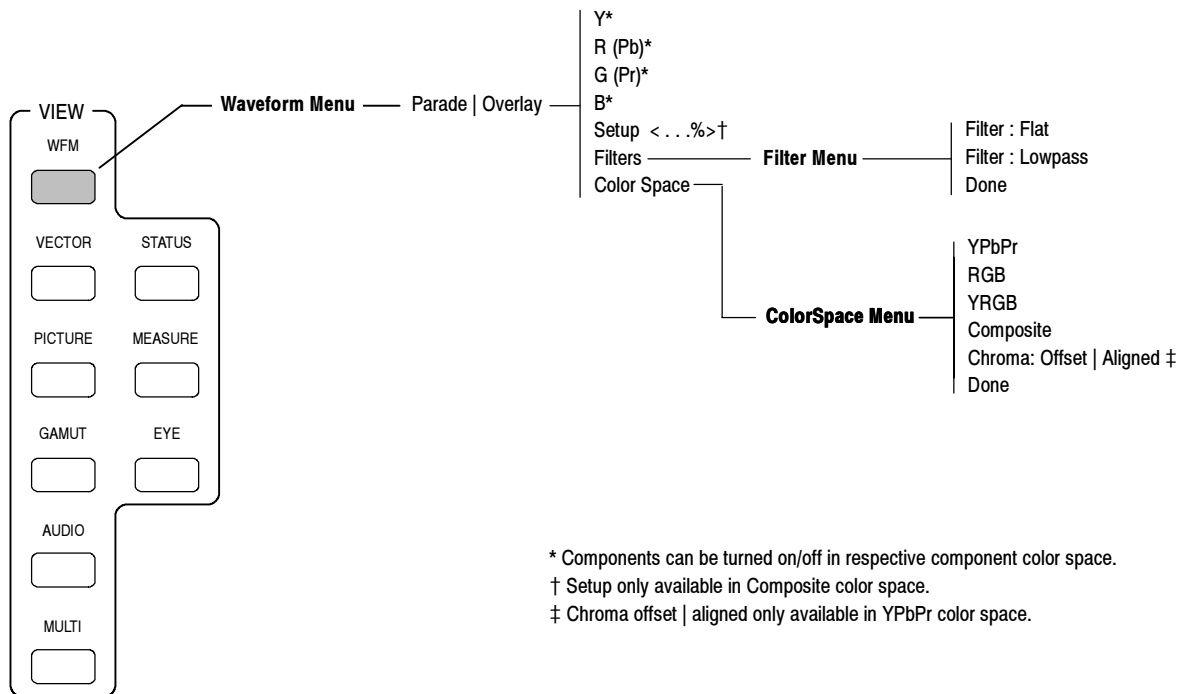 VIEW
WFM
VECTOR
STATUS
PICTURE
MEASURE
GAMUT
EYE
AUDIO
MULTI
Waveform Menu
Parade | Overlay
Y*
R (Pb)*
G (Pr)*
B*
Setup < . . .%>†
Filters
Color Space
Filter Menu
Filter : Flat
Filter : Lowpass
Done
ColorSpace Menu
YPbPr
RGB
YRGB
Composite
Chroma: Offset | Aligned ‡
Done
* Components can be turned on/off in respective component color space.
† Setup only available in Composite color space.
‡ Chroma offset | aligned only available in YPbPr color space.